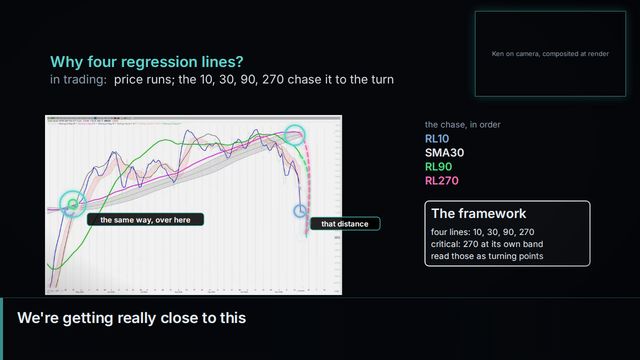 Ken on camera, composited at render
Why four regression lines?
in trading: price runs; the 10, 30, 90, 270 chase it to the turn
the chase, in order
RL10
SMA30
RL90
RL270
the same way, over here
that distance
The framework
four lines: 10, 30, 90, 270
critical: 270 at its own band
read those as turning points
We're getting really close to this